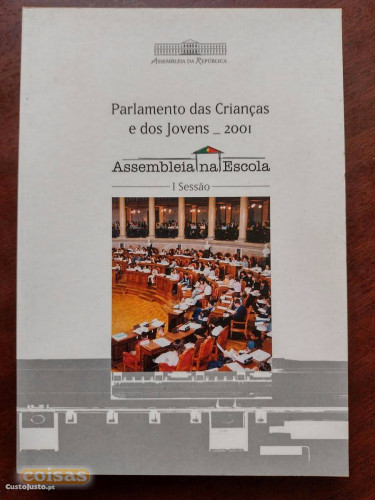 ASSEMBLEIA DA REPÚBLICA
Parlamento das Crianças
e dos Jovens _ 2001
Assembleia na Escola
I Sessão
coisas
CustoJusto.pt